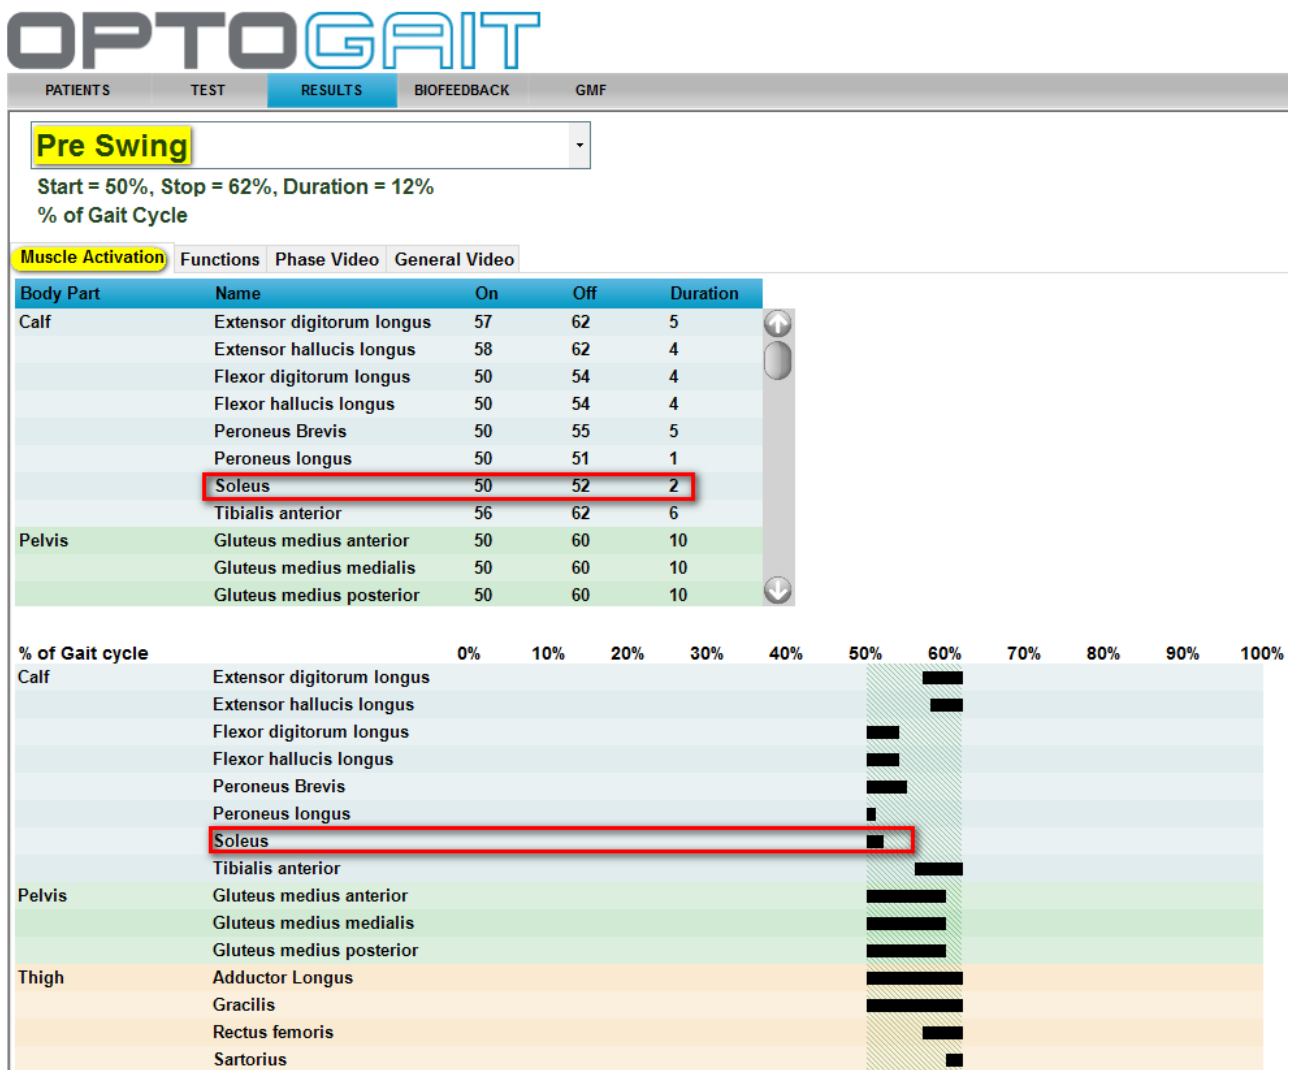 OPTOGAIT
PATIENTS TEST RESULTS BIOFEEDBACK GMF
Pre Swing
Start = 50%, Stop = 62%, Duration = 12%
% of Gait Cycle
Muscle Activation Functions Phase Video General Video
Body Part Name On Off Duration
Calf Extensor digitorum longus 57 62 5
Extensor hallucis longus 58 62 4
Flexor digitorum longus 50 54 4
Flexor hallucis longus 50 54 4
Peroneus Brevis 50 55 5
Peroneus longus 50 51 1
Soleus 50 52 2
Tibialis anterior 56 62 6
Pelvis Gluteus medius anterior 50 60 10
Gluteus medius medialis 50 60 10
Gluteus medius posterior 50 60 10
% of Gait cycle 0% 10% 20% 30% 40% 50% 60% 70% 80% 90% 100%
Calf Extensor digitorum longus
Extensor hallucis longus
Flexor digitorum longus
Flexor hallucis longus
Peroneus Brevis
Peroneus longus
Soleus
Tibialis anterior
Pelvis Gluteus medius anterior
Gluteus medius medialis
Gluteus medius posterior
Thigh Adductor Longus
Gracilis
Rectus femoris
Sartorius